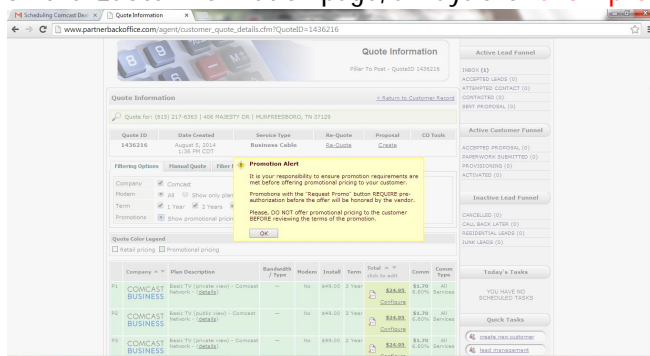 Scheduling Comcast Deal
Quote Information
www.partnerbackoffice.com/agent/customer_quote_details.cfm?QuoteID=1436216
Quote Information
Pillar To Post - QuoteID 1436216
Quote Information
< Return to Customer Record
Quote for: (615) 217-6363 | 406 MAJESTY DR | MURFREESBORO, TN 37129
Quote ID Date Created Service Type Re-Quote Proposal CO Tools
1436216 August 5, 2014 Business Cable Re-Quote Create
1:36 PM CDT
Filtering Options Manual Quote Filter
Company Comcast
Modem All Show only
Term 1 Year 2 Years
Promotions Show promotional pricing
Promotion Alert
It is your responsibility to ensure promotion requirements are
met before offering promotional pricing to your customer.
Promotions with the "Request Promo" button REQUIRE pre-
authorization before the offer will be honored by the vendor.
Please, DO NOT offer promotional pricing to the customer
BEFORE reviewing the terms of the promotion.
OK
Quote Color Legend
Retail pricing Promotional pricing
Company Plan Description Bandwidth / Type Modem Install Term Total click to edit Comm Comm Type
P1 COMCAST BUSINESS Basic TV (private view) - Comcast Network - (details) — No $49.00 3 Year $24.95 Configure $1.70 6.80% All Services
P2 COMCAST BUSINESS Basic TV (public view) - Comcast Network - (details) — No $49.00 3 Year $24.95 Configure $1.70 6.80% All Services
P3 COMCAST BUSINESS Basic TV (private view) - Comcast Network - (details) — No $49.00 2 Year $24.95 Configure $1.70 6.80% All Services
Active Lead Funnel
INBOX (1)
ACCEPTED LEADS (0)
ATTEMPTED CONTACT (0)
CONTACTED (0)
SENT PROPOSAL (0)
Active Customer Funnel
ACCEPTED PROPOSAL (0)
PAPERWORK SUBMITTED (0)
PROVISIONING (0)
ACTIVATED (0)
Inactive Lead Funnel
CANCELLED (0)
CALL BACK LATER (0)
RESIDENTIAL LEADS (0)
JUNK LEADS (0)
Today's Tasks
YOU HAVE NO
SCHEDULED TASKS
Quick Tasks
create new customer
lead management